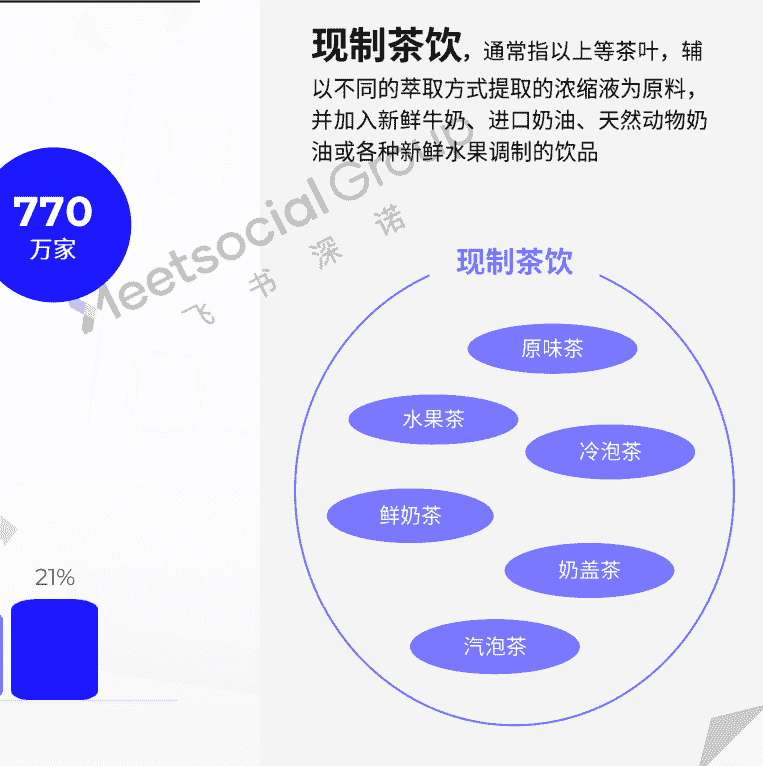 现制茶饮，通常指以上等茶叶，辅
以不同的萃取方式提取的浓缩液为原料，
并加入新鲜牛奶、进口奶油、天然动物奶
油或各种新鲜水果调制的饮品
770
万家
Meetsocial Group
飞书深诺
现制茶饮
原味茶
水果茶
冷泡茶
鲜奶茶
奶盖茶
汽泡茶
21%